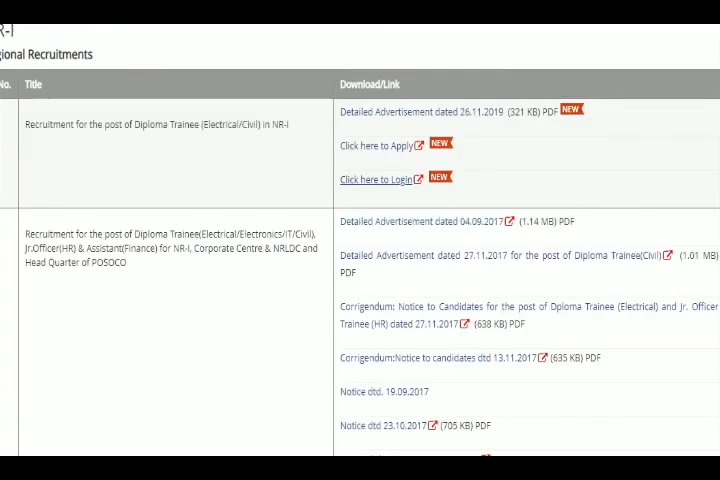 R-I
gional Recruitments
No. Title Download/Link
Detailed Advertisement dated 26.11.2019 (321 KB) PDF NEW
Recruitment for the post of Diploma Trainee (Electrical/Civil) in NR-I
Click here to Apply NEW
Click here to Login NEW
Detailed Advertisement dated 04.09.2017 (1.14 MB) PDF
Recruitment for the post of Diploma Trainee(Electrical/Electronics/IT/Civil),
Jr.Officer(HR) & Assistant(Finance) for NR-I, Corporate Centre & NRLDC and
Head Quarter of POSOCO
Detailed Advertisement dated 27.11.2017 for the post of Diploma Trainee(Civil) (1.01 MB)
PDF
Corrigendum: Notice to Candidates for the post of Dploma Trainee (Electrical) and Jr. Officer
Trainee (HR) dated 27.11.2017 (638 KB) PDF
Corrigendum:Notice to candidates dtd 13.11.2017 (635 KB) PDF
Notice dtd. 19.09.2017
Notice dtd 23.10.2017 (705 KB) PDF